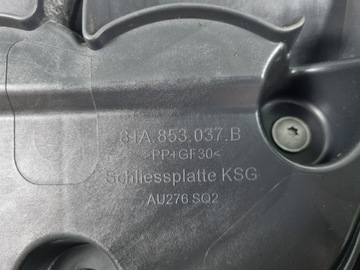 81A.853.037.B
>PP+GF30<
Schliessplatte KSG
AU276 SQ2